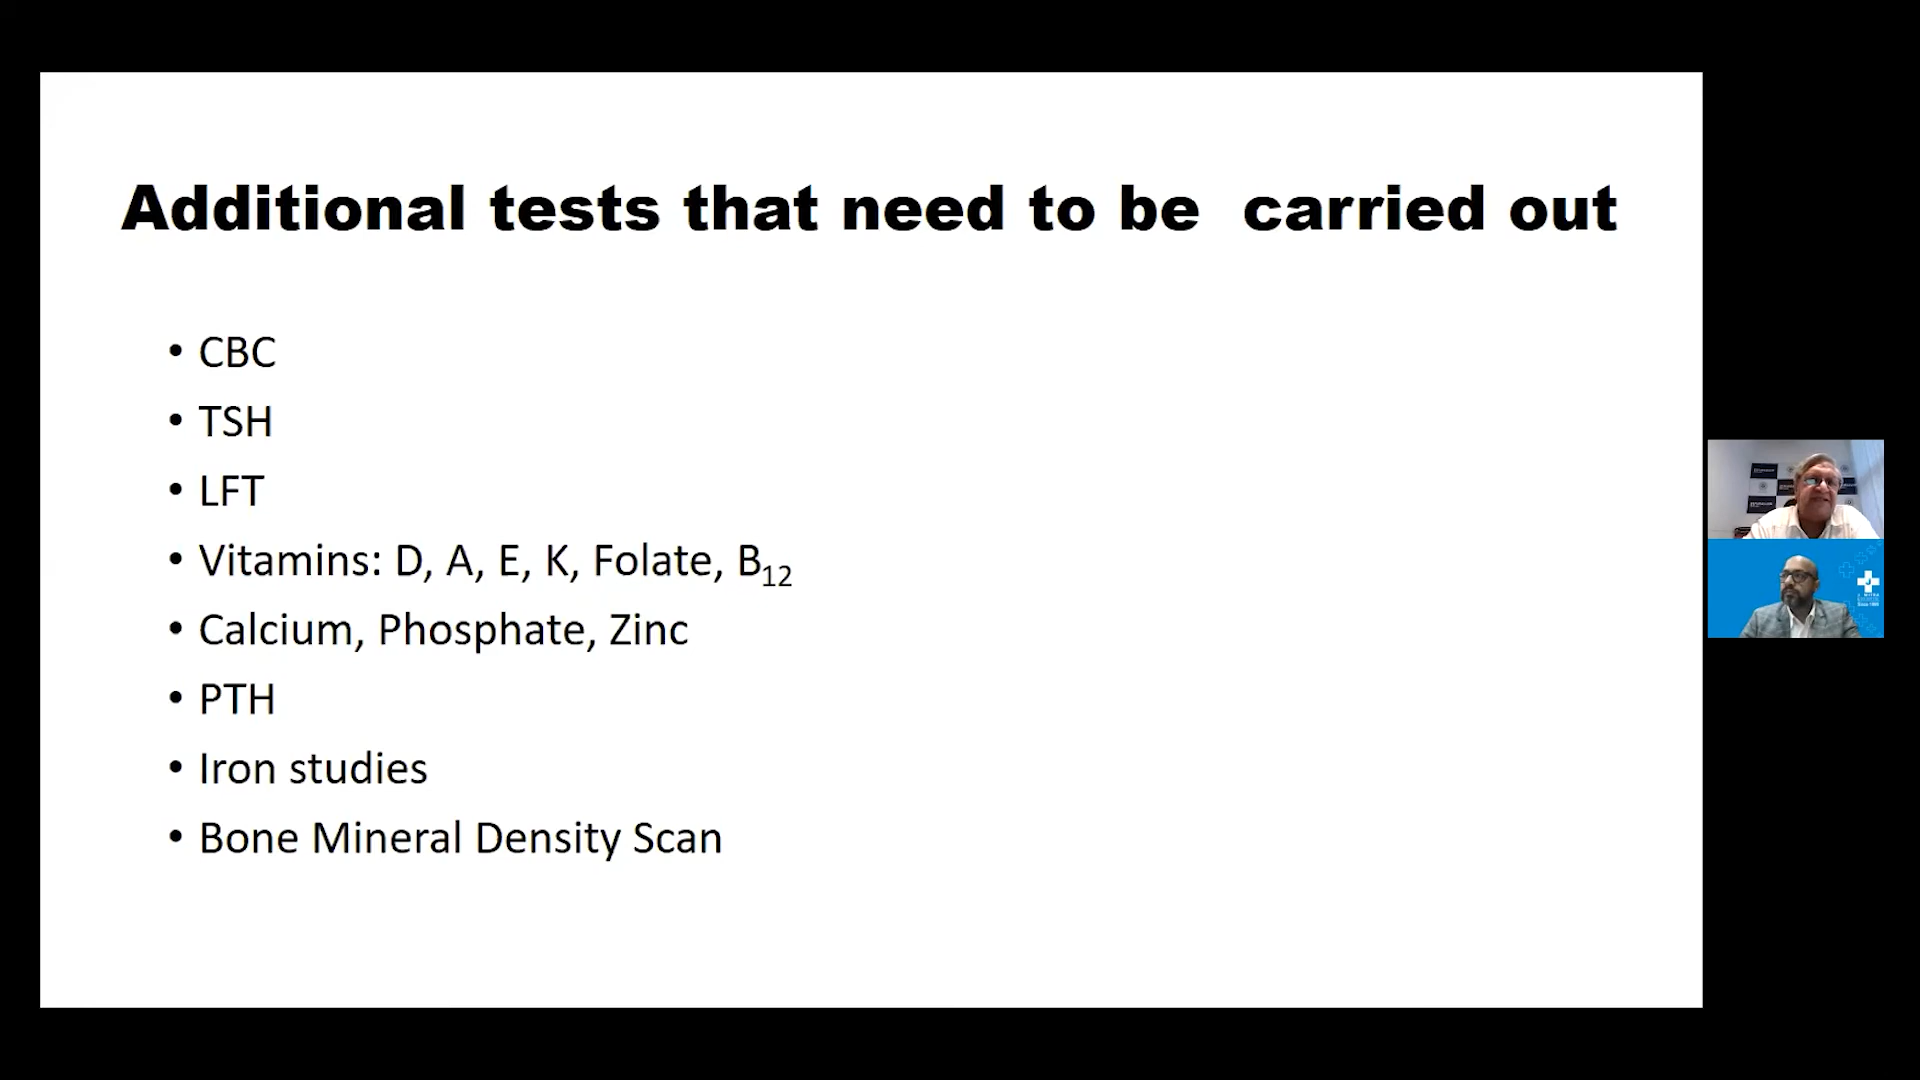 Additional tests that need to be carried out
• CBC
• TSH
• LFT
• Vitamins: D, A, E, K, Folate, B₁₂
• Calcium, Phosphate, Zinc
• PTH
• Iron studies
• Bone Mineral Density Scan